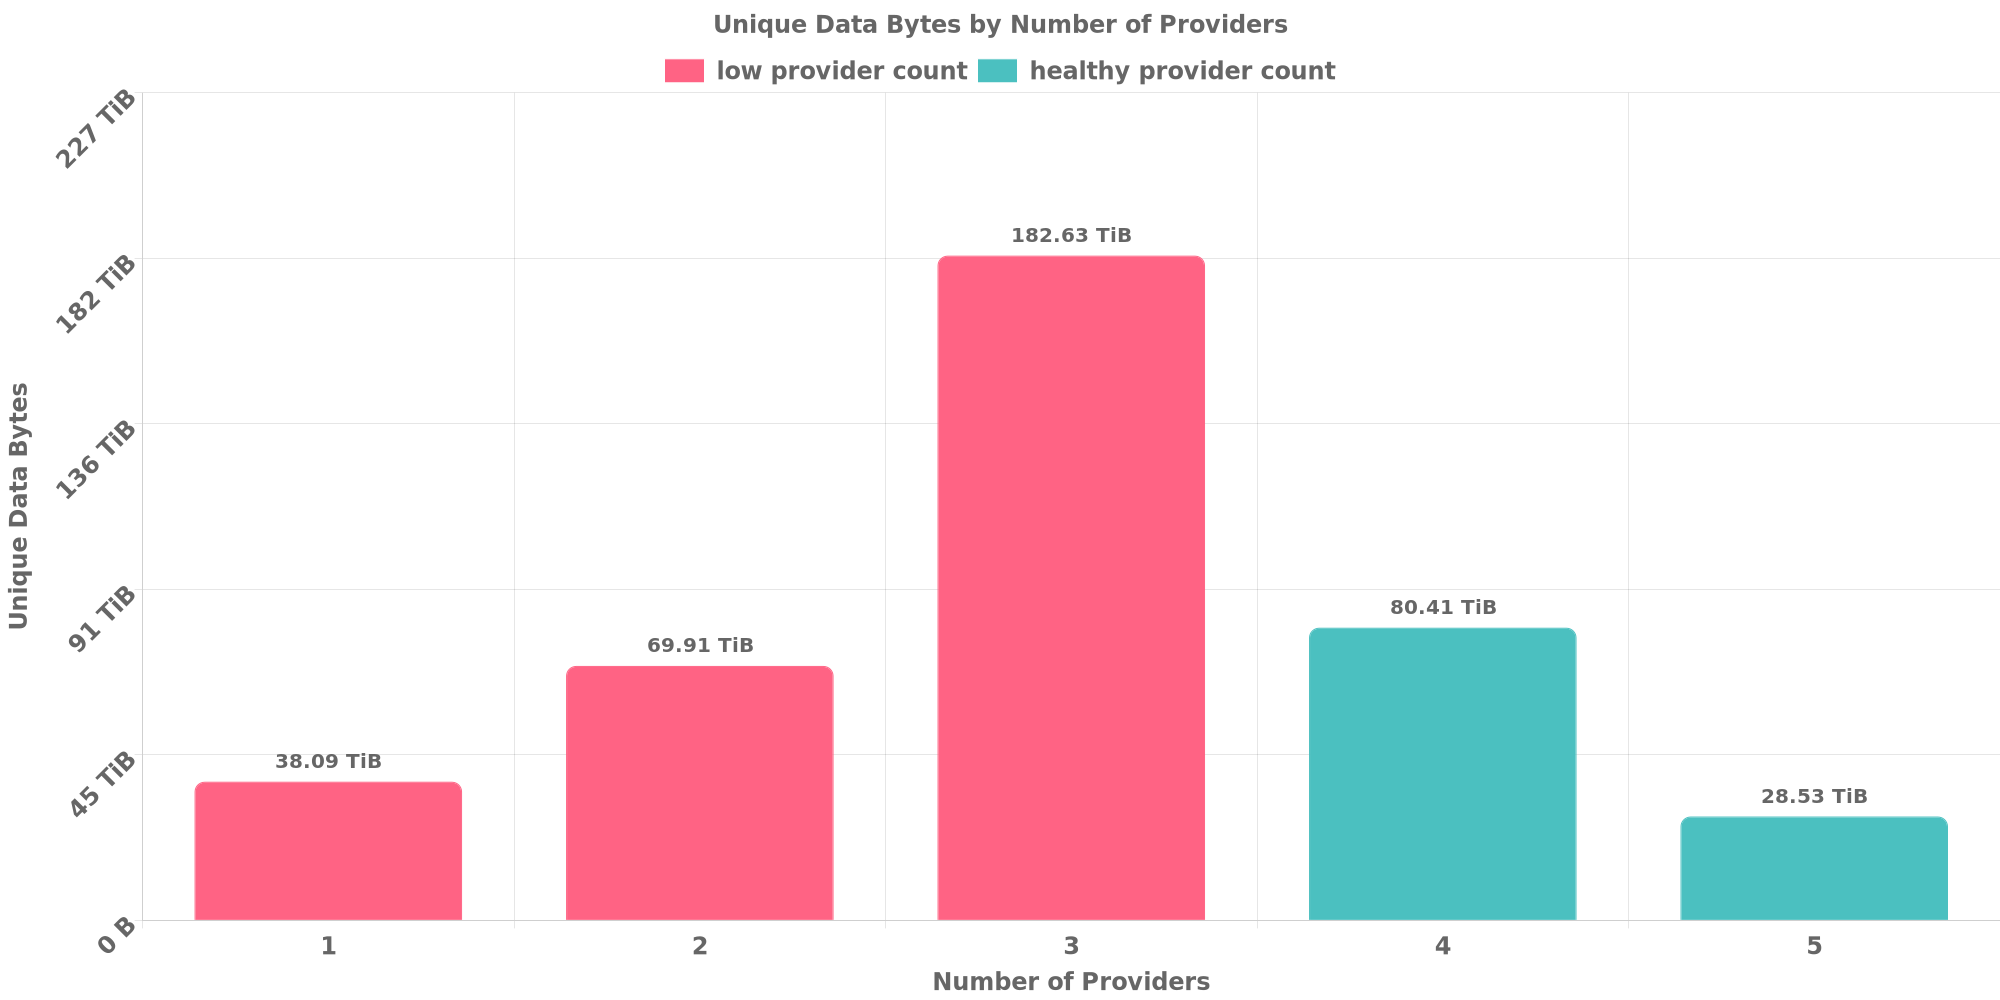 Unique Data Bytes by Number of Providers
low provider count healthy provider count
227 TiB
182 TiB
136 TiB
91 TiB
45 TiB
0 B
Unique Data Bytes
38.09 TiB
69.91 TiB
182.63 TiB
80.41 TiB
28.53 TiB
1 2 3 4 5
Number of Providers